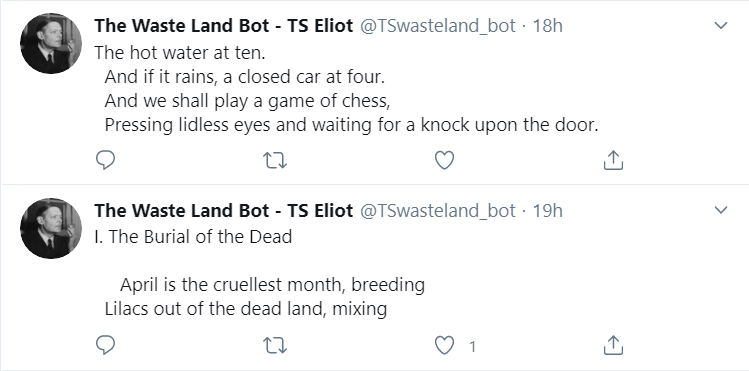 The Waste Land Bot - TS Eliot @TSwasteland_bot · 18h
The hot water at ten.
And if it rains, a closed car at four.
And we shall play a game of chess,
Pressing lidless eyes and waiting for a knock upon the door.
The Waste Land Bot - TS Eliot @TSwasteland_bot · 19h
I. The Burial of the Dead
April is the cruellest month, breeding
Lilacs out of the dead land, mixing
1